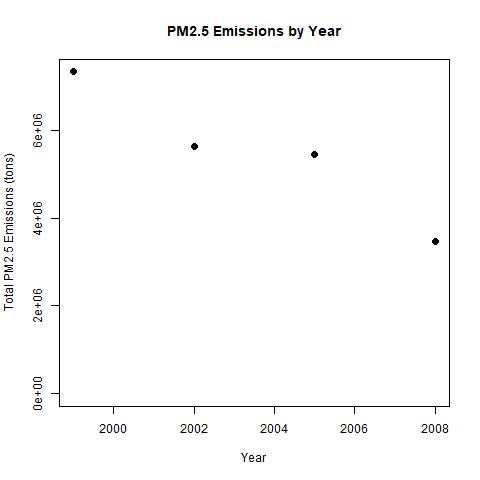 PM2.5 Emissions by Year
Total PM2.5 Emissions (tons)
6e+06
4e+06
2e+06
0e+00
2000 2002 2004 2006 2008
Year